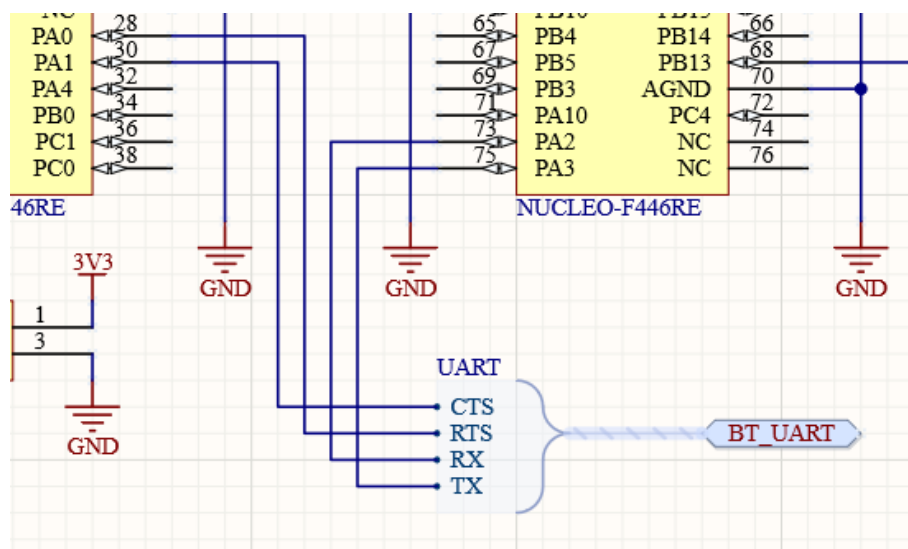 NC
28
PA0
30
PA1
32
PA4
34
PB0
36
PC1
38
PC0
46RE
65
PB4
67
PB5
69
PB3
71
PA10
73
PA2
75
PA3
PB14
66
PB13
68
AGND
70
PC4
72
NC
74
NC
76
NUCLEO-F446RE
3V3
GND
GND
GND
1
3
GND
UART
CTS
RTS
RX
TX
BT_UART